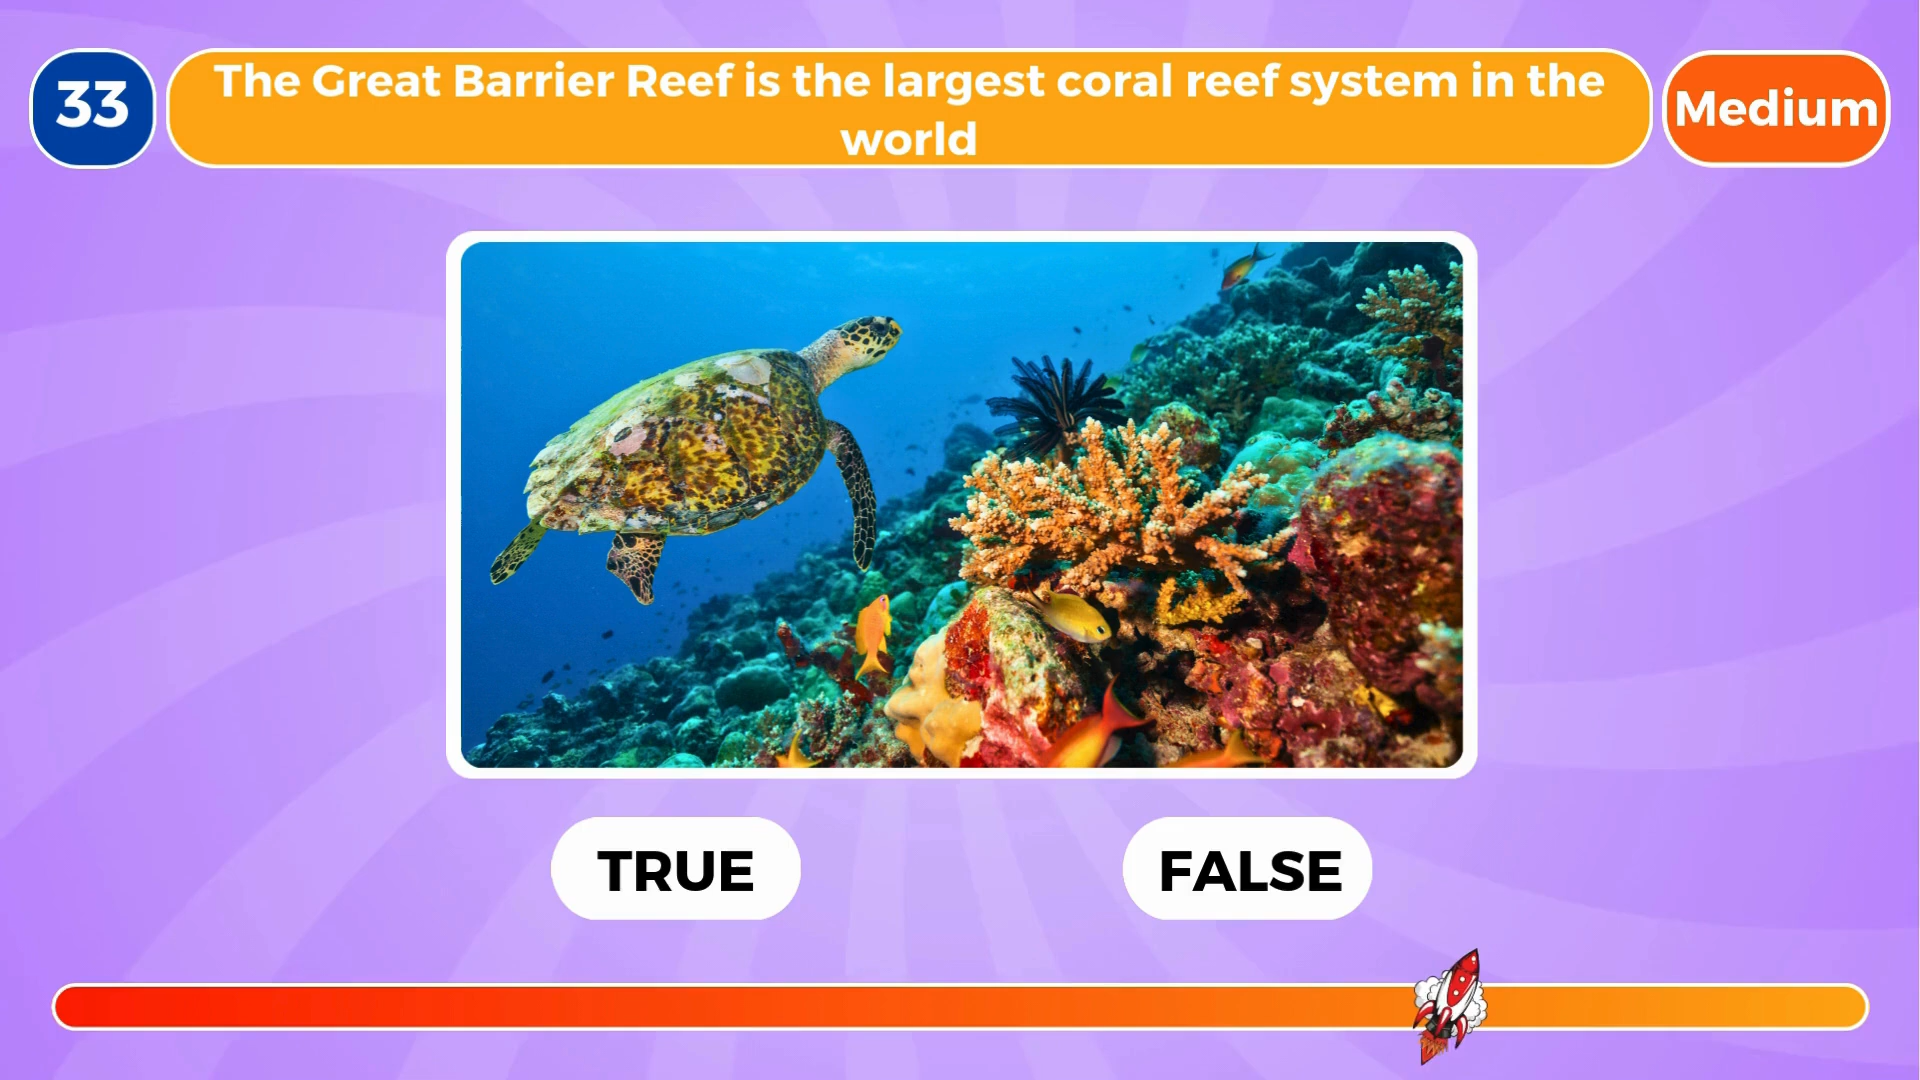 33
The Great Barrier Reef is the largest coral reef system in the
world
Medium
TRUE
FALSE